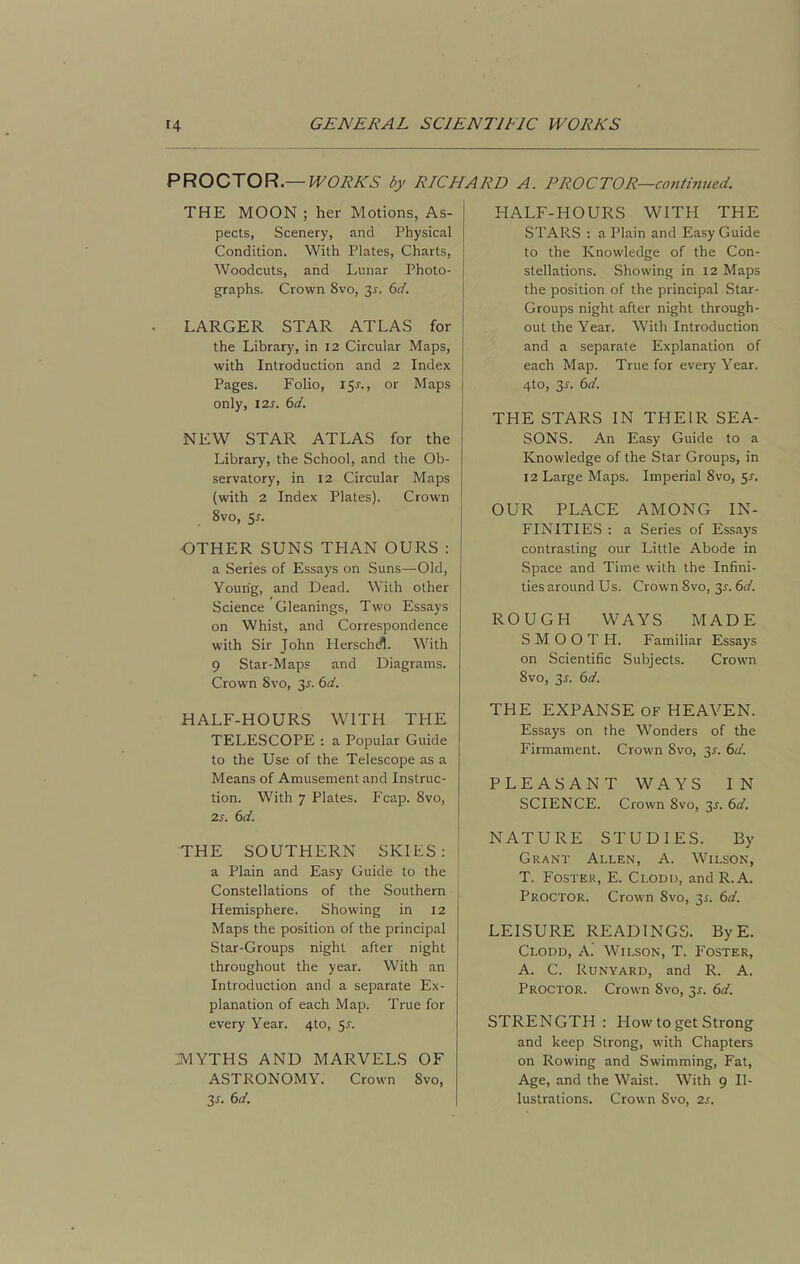 14 GENERAL SCIENTIFIC WORKS
PROCTOR.—WORKS by RICHARD A. PROCTOR—continued.
THE MOON ; her Motions, As-
pects, Scenery, and Physical
Condition. With Plates, Charts,
Woodcuts, and Lunar Photo-
graphs. Crown 8vo, 3s. 6d.
LARGER STAR ATLAS for
the Library, in 12 Circular Maps,
with Introduction and 2 Index
Pages. Folio, 15s., or Maps
only, 12s. 6d.
NEW STAR ATLAS for the
Library, the School, and the Ob-
servatory, in 12 Circular Maps
(with 2 Index Plates). Crown
8vo, 5s.
OTHER SUNS THAN OURS :
a Series of Essays on Suns—Old,
Young, and Dead. With other
Science Gleanings, Two Essays
on Whist, and Correspondence
with Sir John Herschel. With
9 Star-Maps and Diagrams.
Crown 8vo, 3s. 6d.
HALF-HOURS WITH THE
TELESCOPE : a Popular Guide
to the Use of the Telescope as a
Means of Amusement and Instruc-
tion. With 7 Plates. Fcap. 8vo,
2s. 6d.
THE SOUTHERN SKIES :
a Plain and Easy Guide to the
Constellations of the Southern
Hemisphere. Showing in 12
Maps the position of the principal
Star-Groups night after night
throughout the year. With an
Introduction and a separate Ex-
planation of each Map. True for
every Year. 4to, 5s.
MYTHS AND MARVELS OF
ASTRONOMY. Crown 8vo,
3s. 6d.
HALF-HOURS WITH THE
STARS : a Plain and Easy Guide
to the Knowledge of the Con-
stellations. Showing in 12 Maps
the position of the principal Star-
Groups night after night through-
out the Year. With Introduction
and a separate Explanation of
each Map. True for every Year.
4to, 3s. 6d.
THE STARS IN THEIR SEA-
SONS. An Easy Guide to a
Knowledge of the Star Groups, in
12 Large Maps. Imperial 8vo, 5s.
OUR PLACE AMONG IN-
FINITIES : a Series of Essays
contrasting our Little Abode in
Space and Time with the Infini-
ties around Us. Crown 8vo, 3s. 6d.
ROUGH WAYS MADE
SMOOTH. Familiar Essays
on Scientific Subjects. Crown
8vo, 3s. 6d.
THE EXPANSE OF HEAVEN.
Essays on the Wonders of the
Firmament. Crown 8vo, 3s. 6d.
PLEASANT WAYS IN
SCIENCE. Crown 8vo, 3s. 6d.
NATURE STUDIES. By
GRANT ALLEN, A. WILSON,
T. FOSTER, E. CLODD, and R.A.
PROCTOR. Crown 8vo, 3s. 6d.
LEISURE READINGS. By E.
CLODD, A. WILSON, T. FOSTER,
A. C. RUNYARD, and R. A.
PROCTOR. Crown 8vo, 3s. 6d.
STRENGTH : How to get Strong
and keep Strong, with Chapters
on Rowing and Swimming, Fat,
Age, and the Waist. With 9 Il-
lustrations. Crown 8vo, 2s.